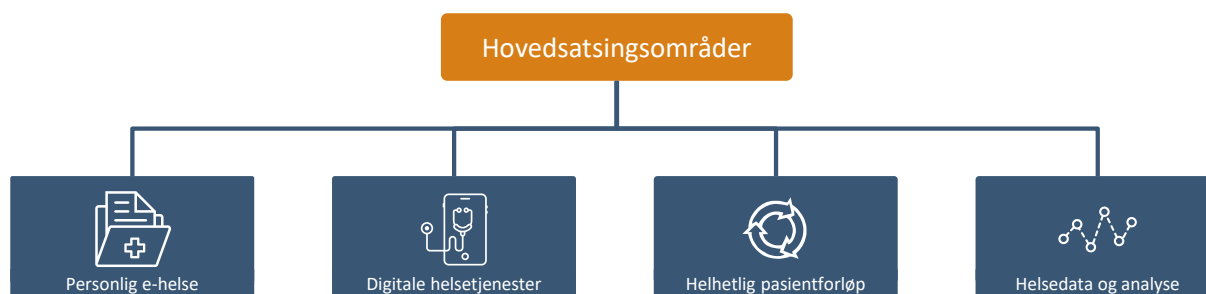 Hovedsatsingsområder
Personlig e-helse
Digitale helsetjenester
Helhetlig pasientforløp
Helsedata og analyse